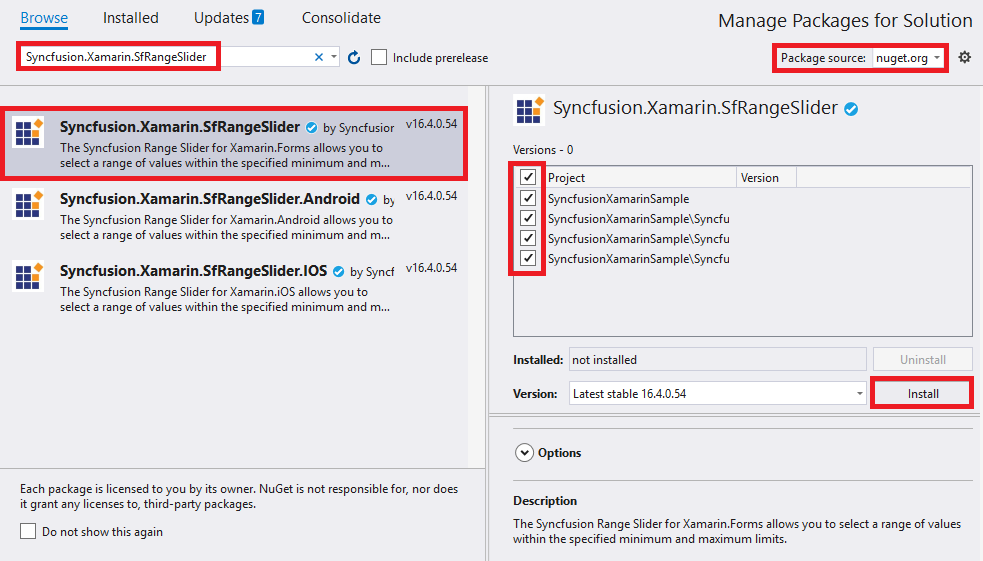 Browse Installed Updates 7 Consolidate
Manage Packages for Solution
Syncfusion.Xamarin.SfRangeSlider
Include prerelease
Package source: nuget.org
Syncfusion.Xamarin.SfRangeSlider by Syncfusion v16.4.0.54
The Syncfusion Range Slider for Xamarin.Forms allows you to
select a range of values within the specified minimum and m...
Syncfusion.Xamarin.SfRangeSlider.Android by v16.4.0.54
The Syncfusion Range Slider for Xamarin.Android allows you to
select a range of values within the specified minimum and m...
Syncfusion.Xamarin.SfRangeSlider.IOS by Syncf v16.4.0.54
The Syncfusion Range Slider for Xamarin.iOS allows you to
select a range of values within the specified minimum and m...
Each package is licensed to you by its owner. NuGet is not responsible for, nor does
it grant any licenses to, third-party packages.
Do not show this again
Syncfusion.Xamarin.SfRangeSlider
Versions - 0
Project Version
SyncfusionXamarinSample
SyncfusionXamarinSample\Syncfu
SyncfusionXamarinSample\Syncfu
SyncfusionXamarinSample\Syncfu
Installed: not installed Uninstall
Version: Latest stable 16.4.0.54 Install
Options
Description
The Syncfusion Range Slider for Xamarin.Forms allows you to select a range of values
within the specified minimum and maximum limits.